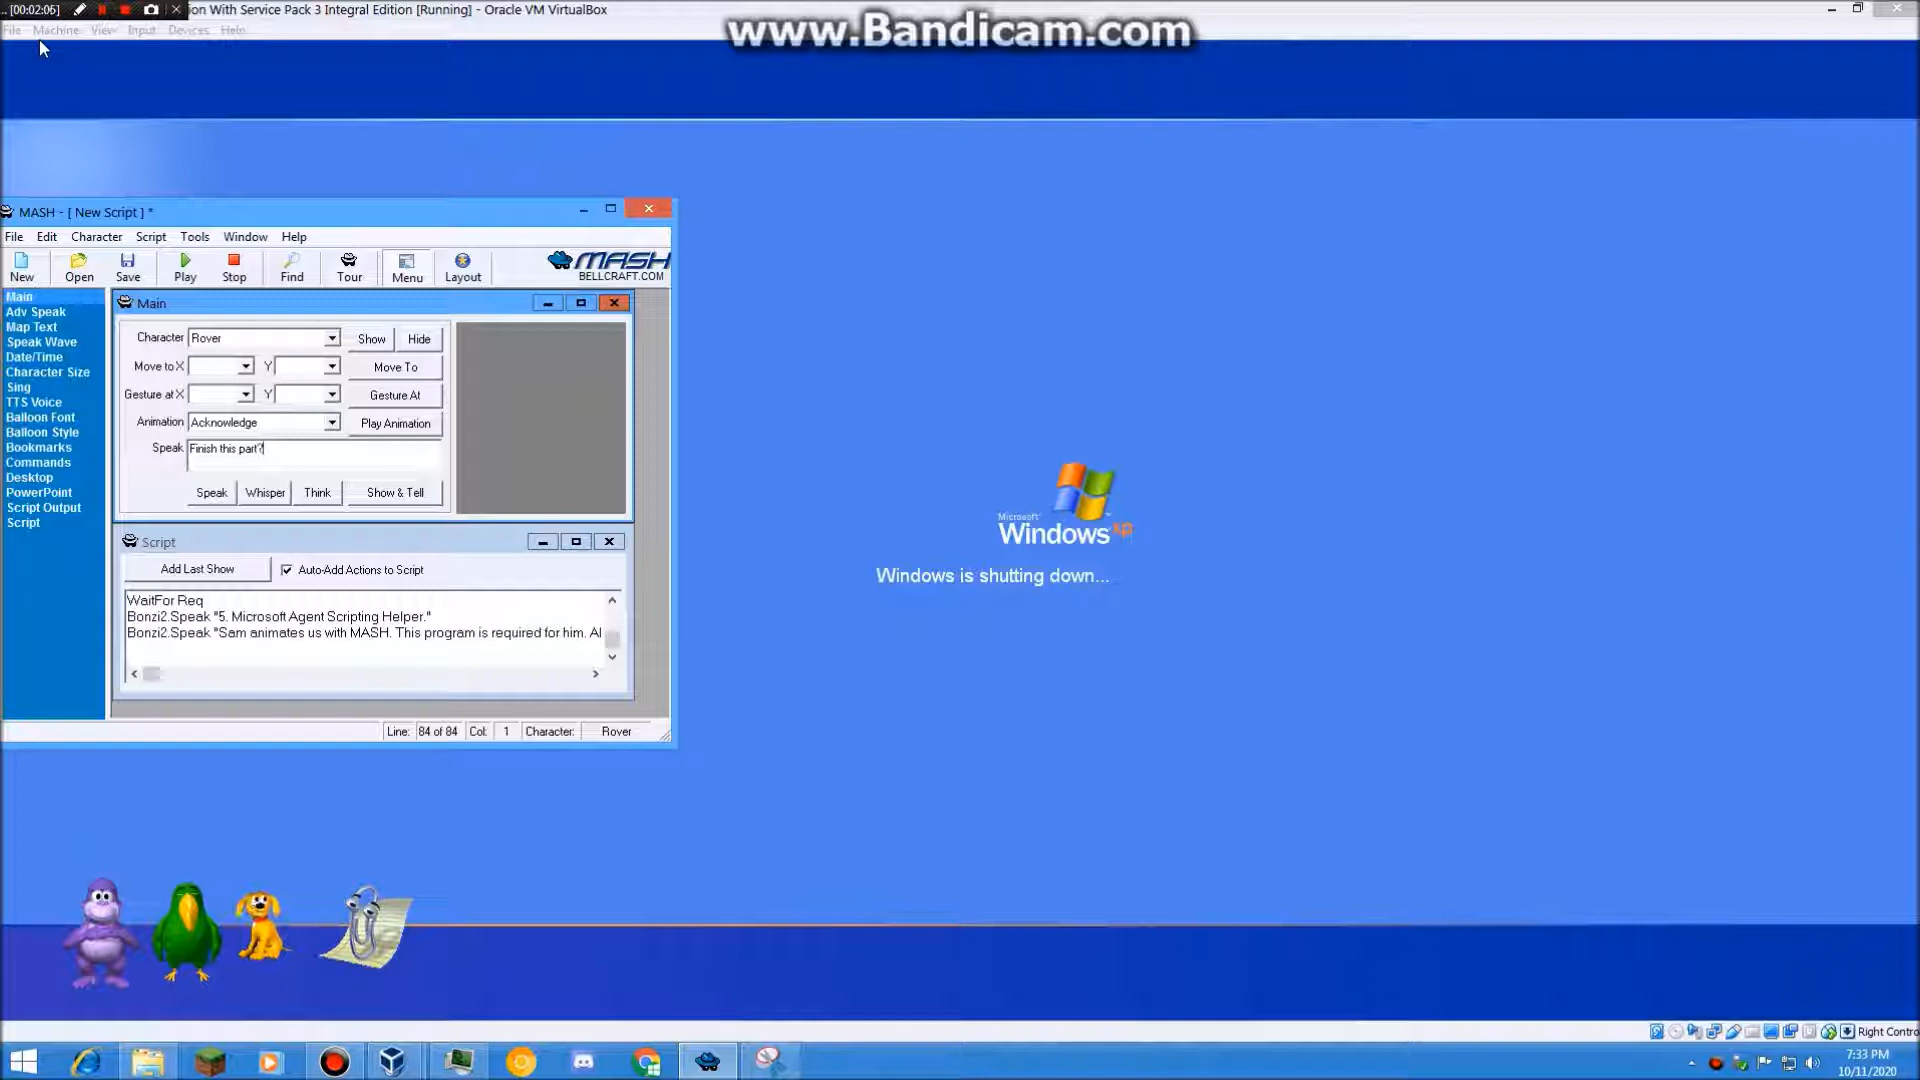 [00:02:05]
ion With Service Pack 3 Integral Edition [Running] - Oracle VM VirtualBox
www.Bandicam.com
File Machine View Input Devices Help
MASH - [ New Script ] *
File Edit Character Script Tools Window Help
New Open Save Play Stop Find Tour Menu Layout
MASH
BELLCRAFT.COM
Main
Adv Speak
Map Text
Speak Wave
Date/Time
Character Size
Sing
TTS Voice
Balloon Font
Balloon Style
Bookmarks
Commands
Desktop
PowerPoint
Script Output
Script
Main
Character Rover Show Hide
Move to X Y Move To
Gesture at X Y Gesture At
Animation Acknowledge Play Animation
Speak Finish this part?
Speak Whisper Think Show & Tell
Script
Add Last Show Auto-Add Actions to Script
WaitFor Req
Bonzi2.Speak "5. Microsoft Agent Scripting Helper."
Bonzi2.Speak "Sam animates us with MASH. This program is required for him. Al
Line: 84 of 84 Col: 1 Character: Rover
Microsoft
Windows xp
Windows is shutting down...
Right Contro
7:33 PM
10/11/2020